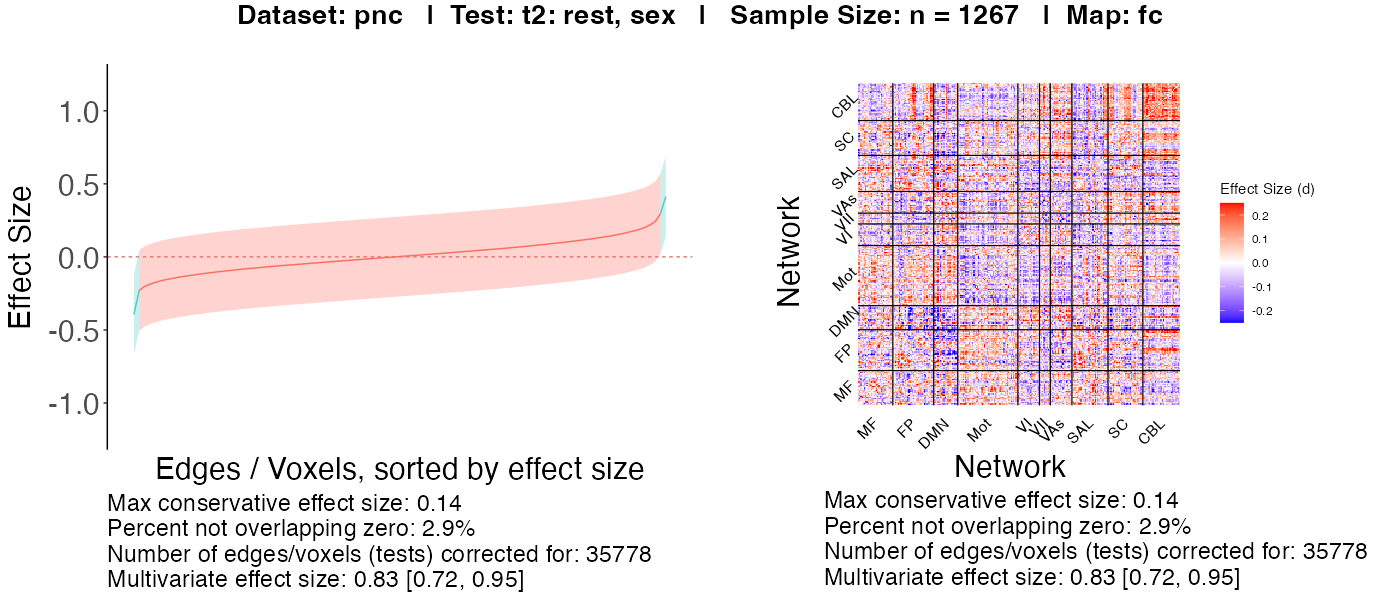 Dataset: pnc | Test: t2: rest, sex | Sample Size: n = 1267 | Map: fc
Effect Size
1.0
0.5
0.0
-0.5
-1.0
Edges / Voxels, sorted by effect size
Max conservative effect size: 0.14
Percent not overlapping zero: 2.9%
Number of edges/voxels (tests) corrected for: 35778
Multivariate effect size: 0.83 [0.72, 0.95]
Network
CBL
SC
SAL
VAs
VII
VI
Mot
DMN
FP
MF
MF
FP
DMN
Mot
VI
VII
VAs
SAL
SC
CBL
Network
Effect Size (d)
0.2
0.1
0.0
-0.1
-0.2
Max conservative effect size: 0.14
Percent not overlapping zero: 2.9%
Number of edges/voxels (tests) corrected for: 35778
Multivariate effect size: 0.83 [0.72, 0.95]